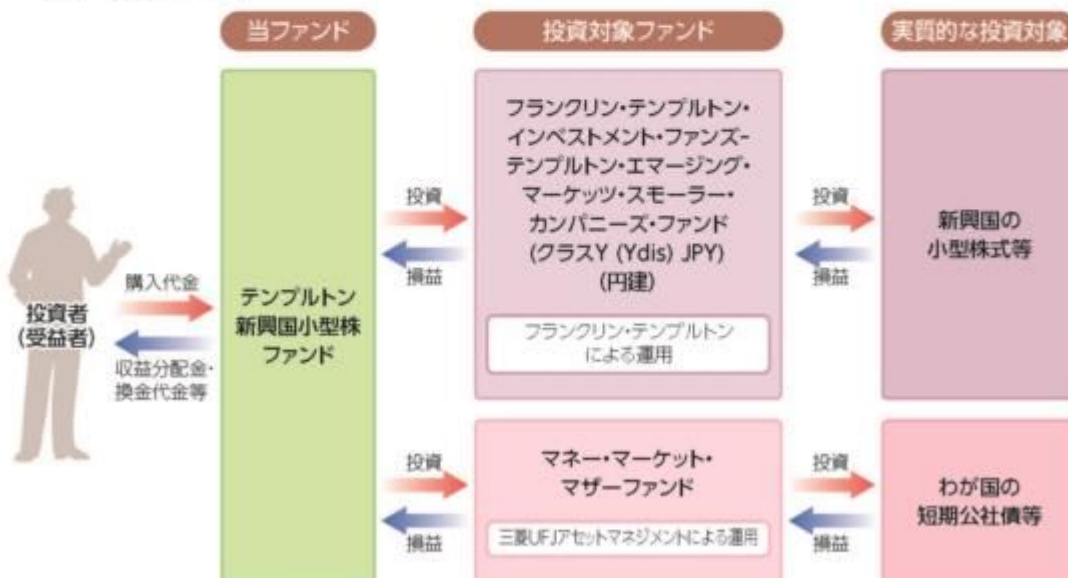 当ファンド
投資対象ファンド
実質的な投資対象
フランクリン・テンプルトン・
インベストメント・ファンズ-
テンプルトン・エマージング・
マーケッツ・スモーラー・
カンパニーズ・ファンド
(クラスY (Ydis) JPY)
(円建)
フランクリン・テンプルトン
による運用
投資
損益
投資
損益
新興国の
小型株式等
投資者
(受益者)
購入代金
収益分配金・
換金代金等
テンプルトン
新興国小型株
ファンド
投資
損益
マネー・マーケット・
マザーファンド
三菱UFJアセットマネジメントによる運用
投資
損益
わが国の
短期公社債等